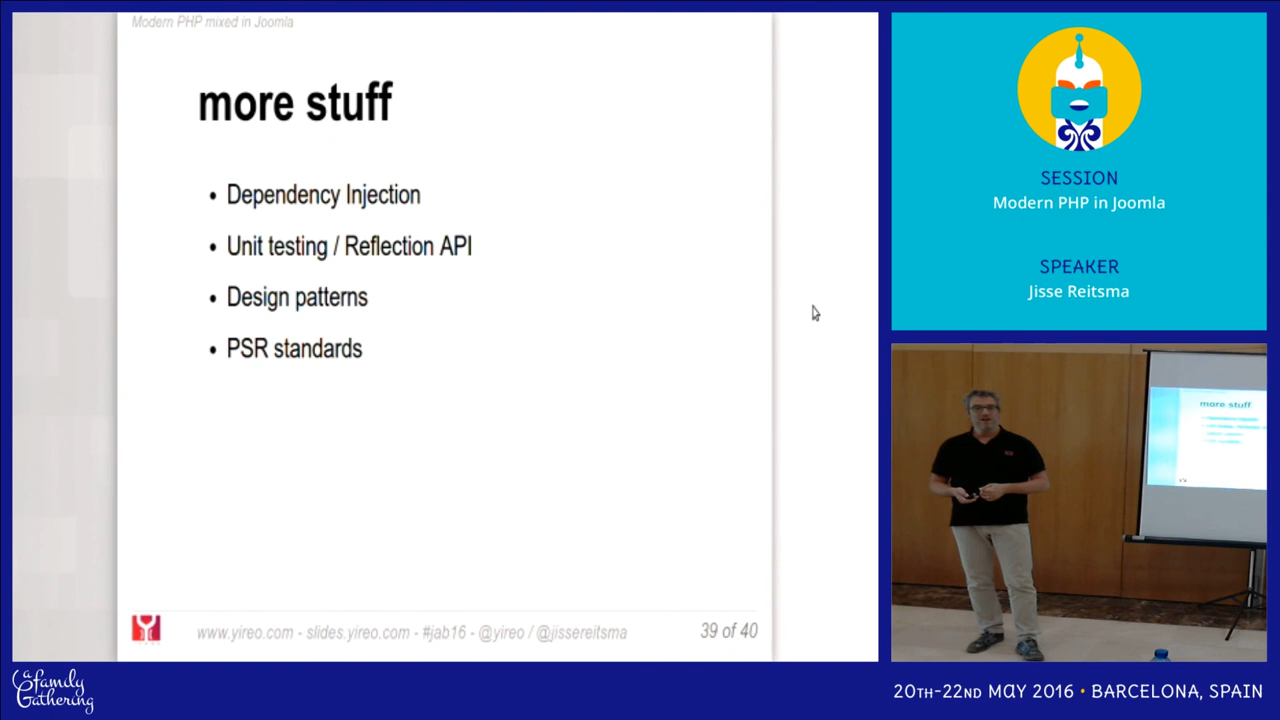 Modern PHP mixed in Joomla
more stuff
• Dependency Injection
• Unit testing / Reflection API
• Design patterns
• PSR standards
www.yireo.com - slides.yireo.com - #jab16 - @yireo / @jissereitsma
39 of 40
SESSION
Modern PHP in Joomla
SPEAKER
Jisse Reitsma
more stuff
a family
Gathering
20TH-22ND MAY 2016 • BARCELONA, SPAIN